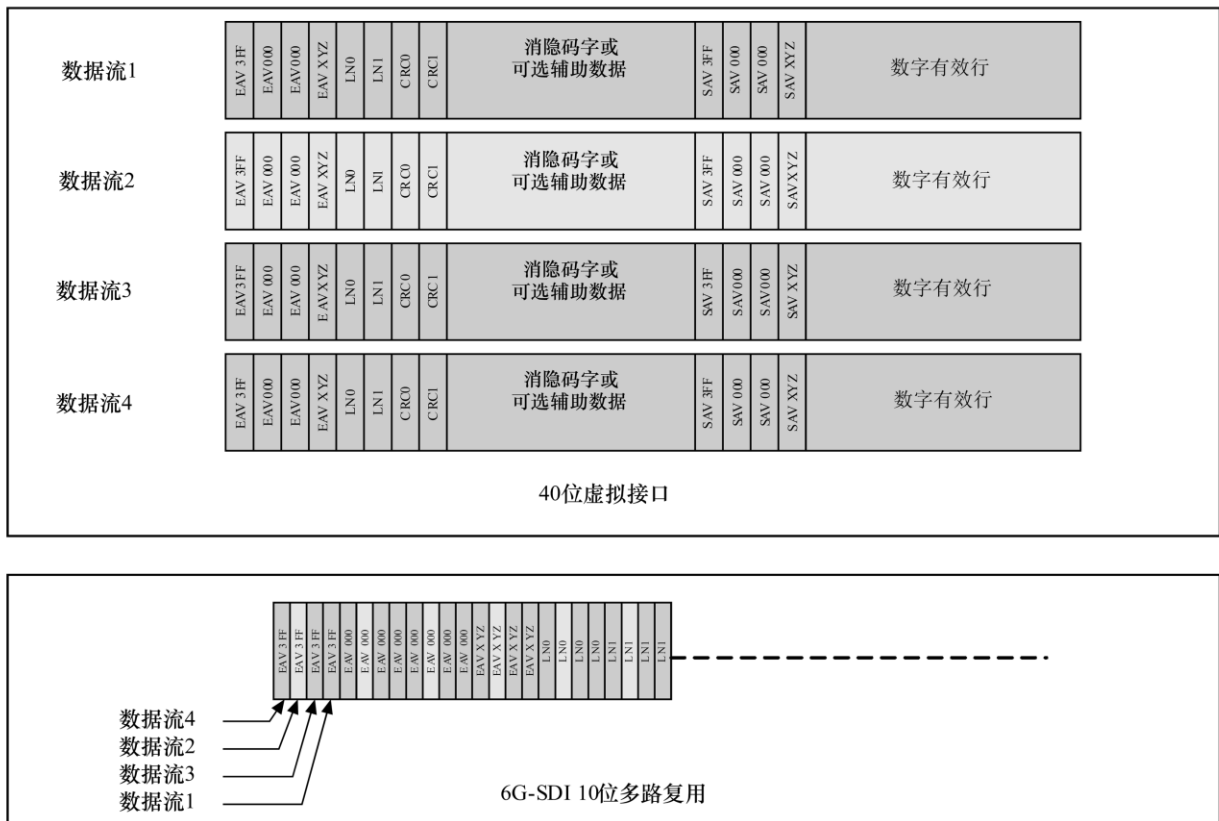 数据流1
EAV 3FF EAV 000 EAV000 EAV XYZ LN0 LN1 CRC0 CRC1
消隐码字或
可选辅助数据
SAV 3FF SAV 000 SAV 000 SAV XYZ
数字有效行
数据流2
EAV 3FF EAV 000 EAV 000 EAV XYZ LN0 LN1 CRC0 CRC1
消隐码字或
可选辅助数据
SAV 3FF SAV 000 SAV 000 SAV XYZ
数字有效行
数据流3
EAV 3FF EAV 000 EAV 000 EAV XYZ LN0 LN1 CRC0 CRC1
消隐码字或
可选辅助数据
SAV 3FF SAV000 SAV000 SAV XYZ
数字有效行
数据流4
EAV 3FF EAV000 EAV000 EAV XYZ LN0 LN1 CRC0 CRC1
消隐码字或
可选辅助数据
SAV 3FF SAV 000 SAV 000 SAV XYZ
数字有效行
40位虚拟接口
EAV 3FF EAV 3FF EAV 3FF EAV 3FF EAV 000 EAV 000 EAV 000 EAV 000 EAV 000 EAV 000 EAV 000 EAV 000 EAV XYZ EAV XYZ EAV XYZ EAV XYZ LN0 LN0 LN0 LN0 LN1 LN1 LN1 LN1
数据流4
数据流2
数据流3
数据流1
6G-SDI 10位多路复用